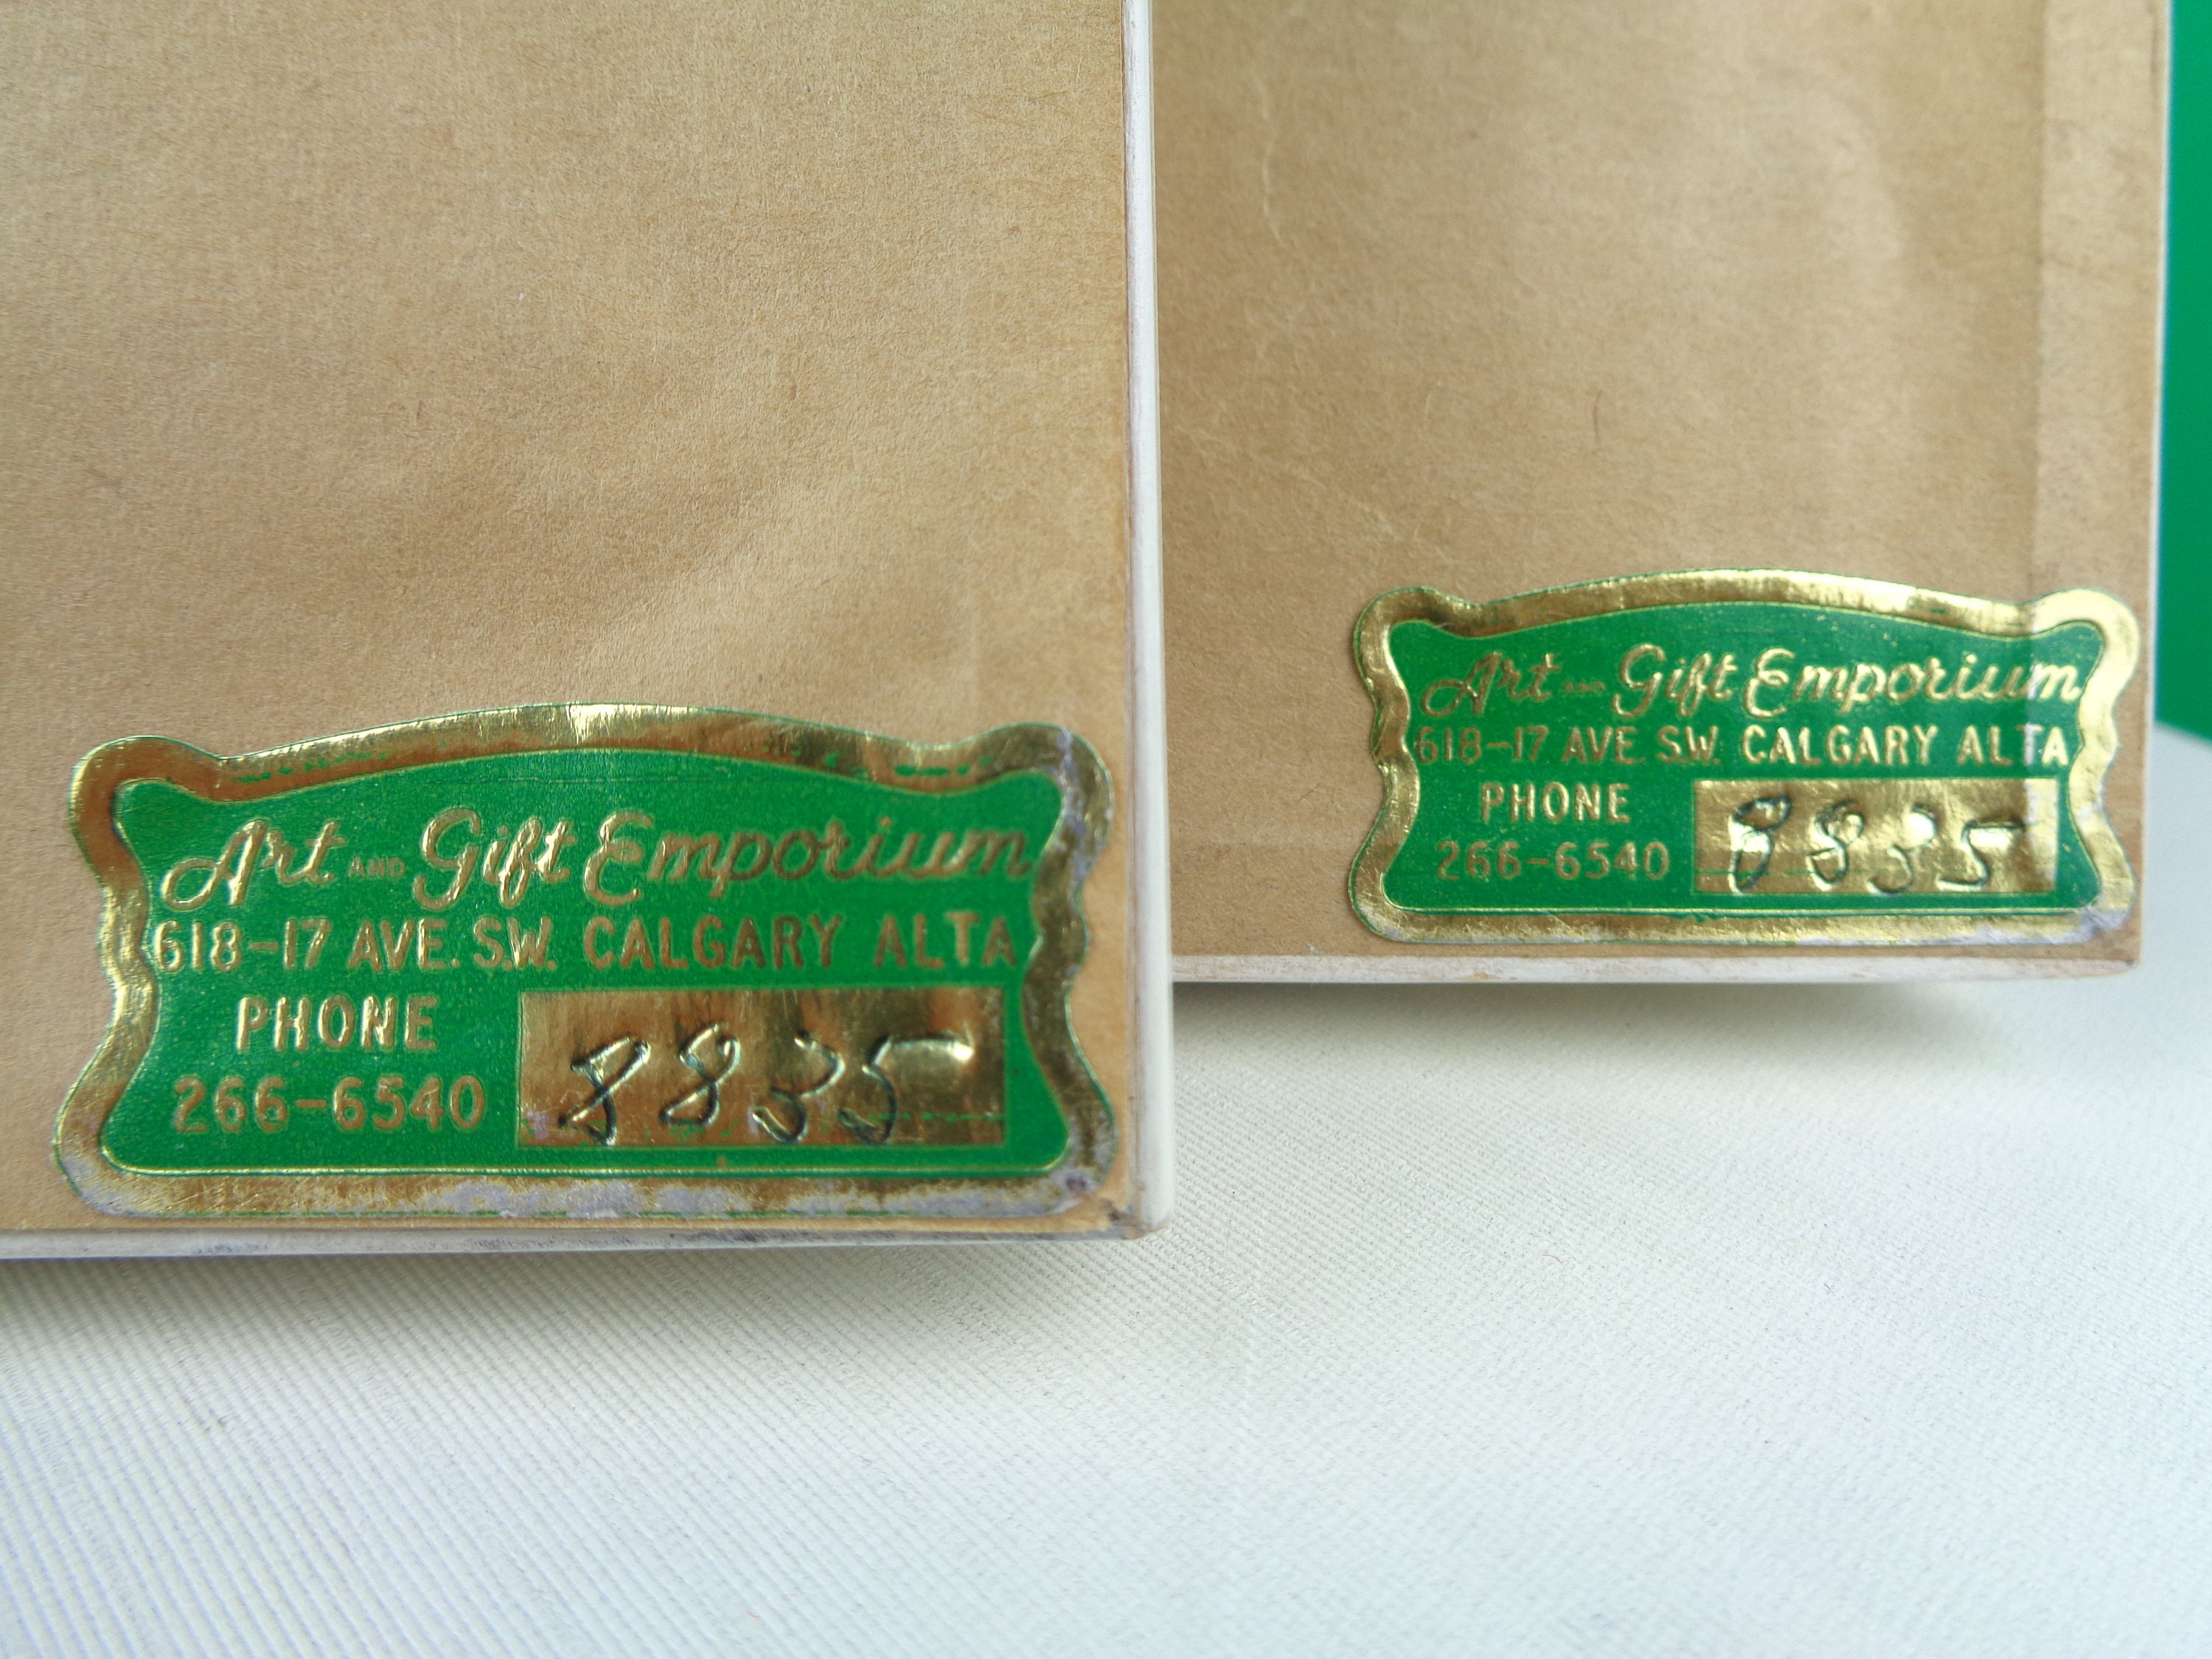 Art AND Gift Emporium
618-17 AVE. S.W. CALGARY ALTA
PHONE
266-6540
8835
Art AND Gift Emporium
618-17 AVE. S.W. CALGARY ALTA
PHONE
266-6540
8835